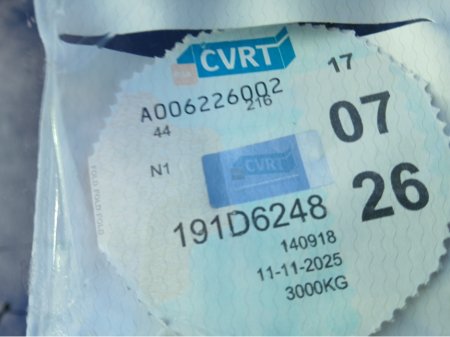 CVRT
17
A006226002
216
44
07
N1
CVRT
26
191D6248
140918
11-11-2025
3000KG